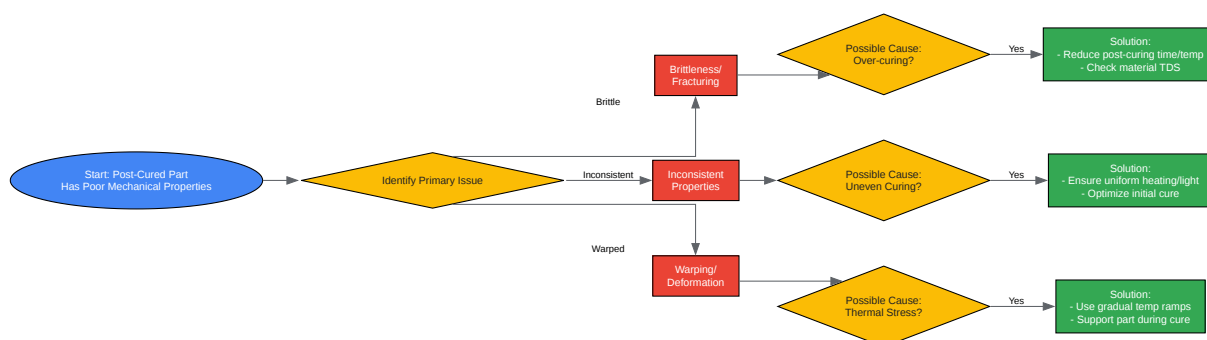 Start: Post-Cured Part
Has Poor Mechanical Properties
Identify Primary Issue
Brittle
Brittleness/
Fracturing
Possible Cause:
Over-curing?
Yes
Solution:
- Reduce post-curing time/temp
- Check material TDS
Inconsistent
Inconsistent
Properties
Possible Cause:
Uneven Curing?
Yes
Solution:
- Ensure uniform heating/light
- Optimize initial cure
Warped
Warping/
Deformation
Possible Cause:
Thermal Stress?
Yes
Solution:
- Use gradual temp ramps
- Support part during cure